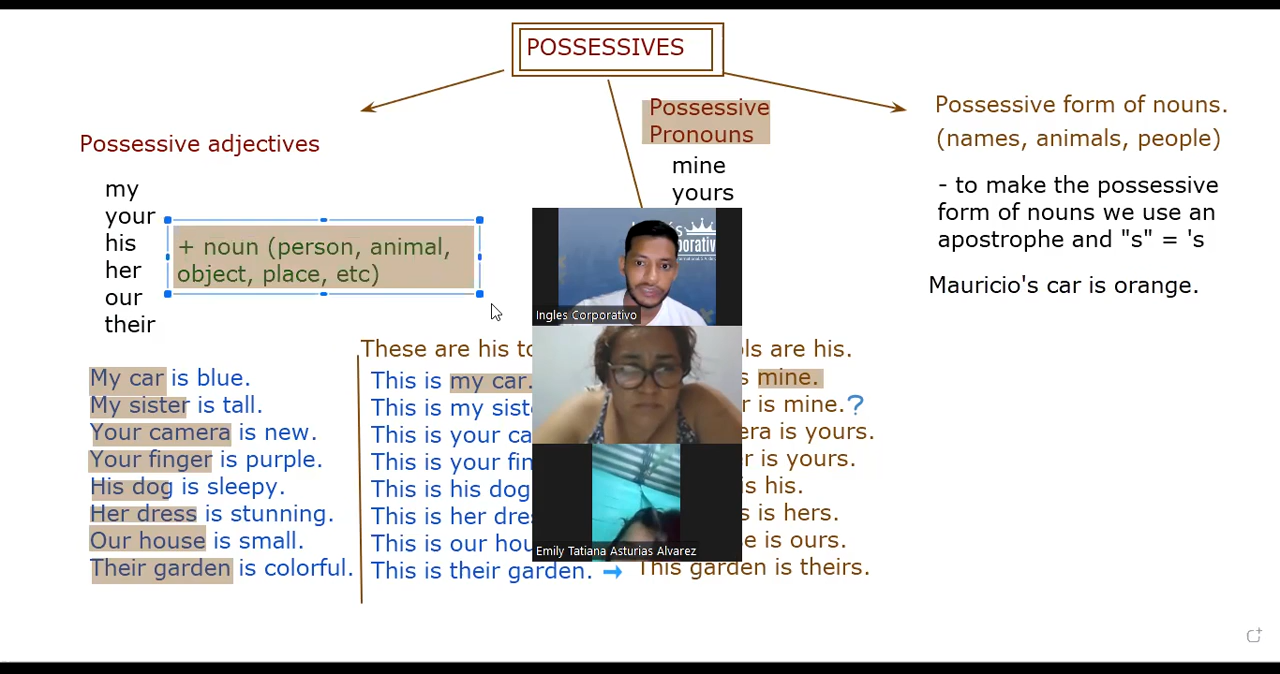 POSSESSIVES
Possessive adjectives
my
your
his
her
our
their
+ noun (person, animal,
object, place, etc)
My car is blue.
My sister is tall.
Your camera is new.
Your finger is purple.
His dog is sleepy.
Her dress is stunning.
Our house is small.
Their garden is colorful.
Possessive
Pronouns
mine
yours
Ingles Corporativo
Emily Tatiana Asturias Alvarez
These are his
are his.
This is my car.
mine.
This is my
is mine.?
This is your
is yours.
This is your
is yours.
This is his dog
is his.
This is her
is hers.
This is our
is ours.
This is their garden. → This garden is theirs.
Possessive form of nouns.
(names, animals, people)
- to make the possessive
form of nouns we use an
apostrophe and "s" = 's
Mauricio's car is orange.